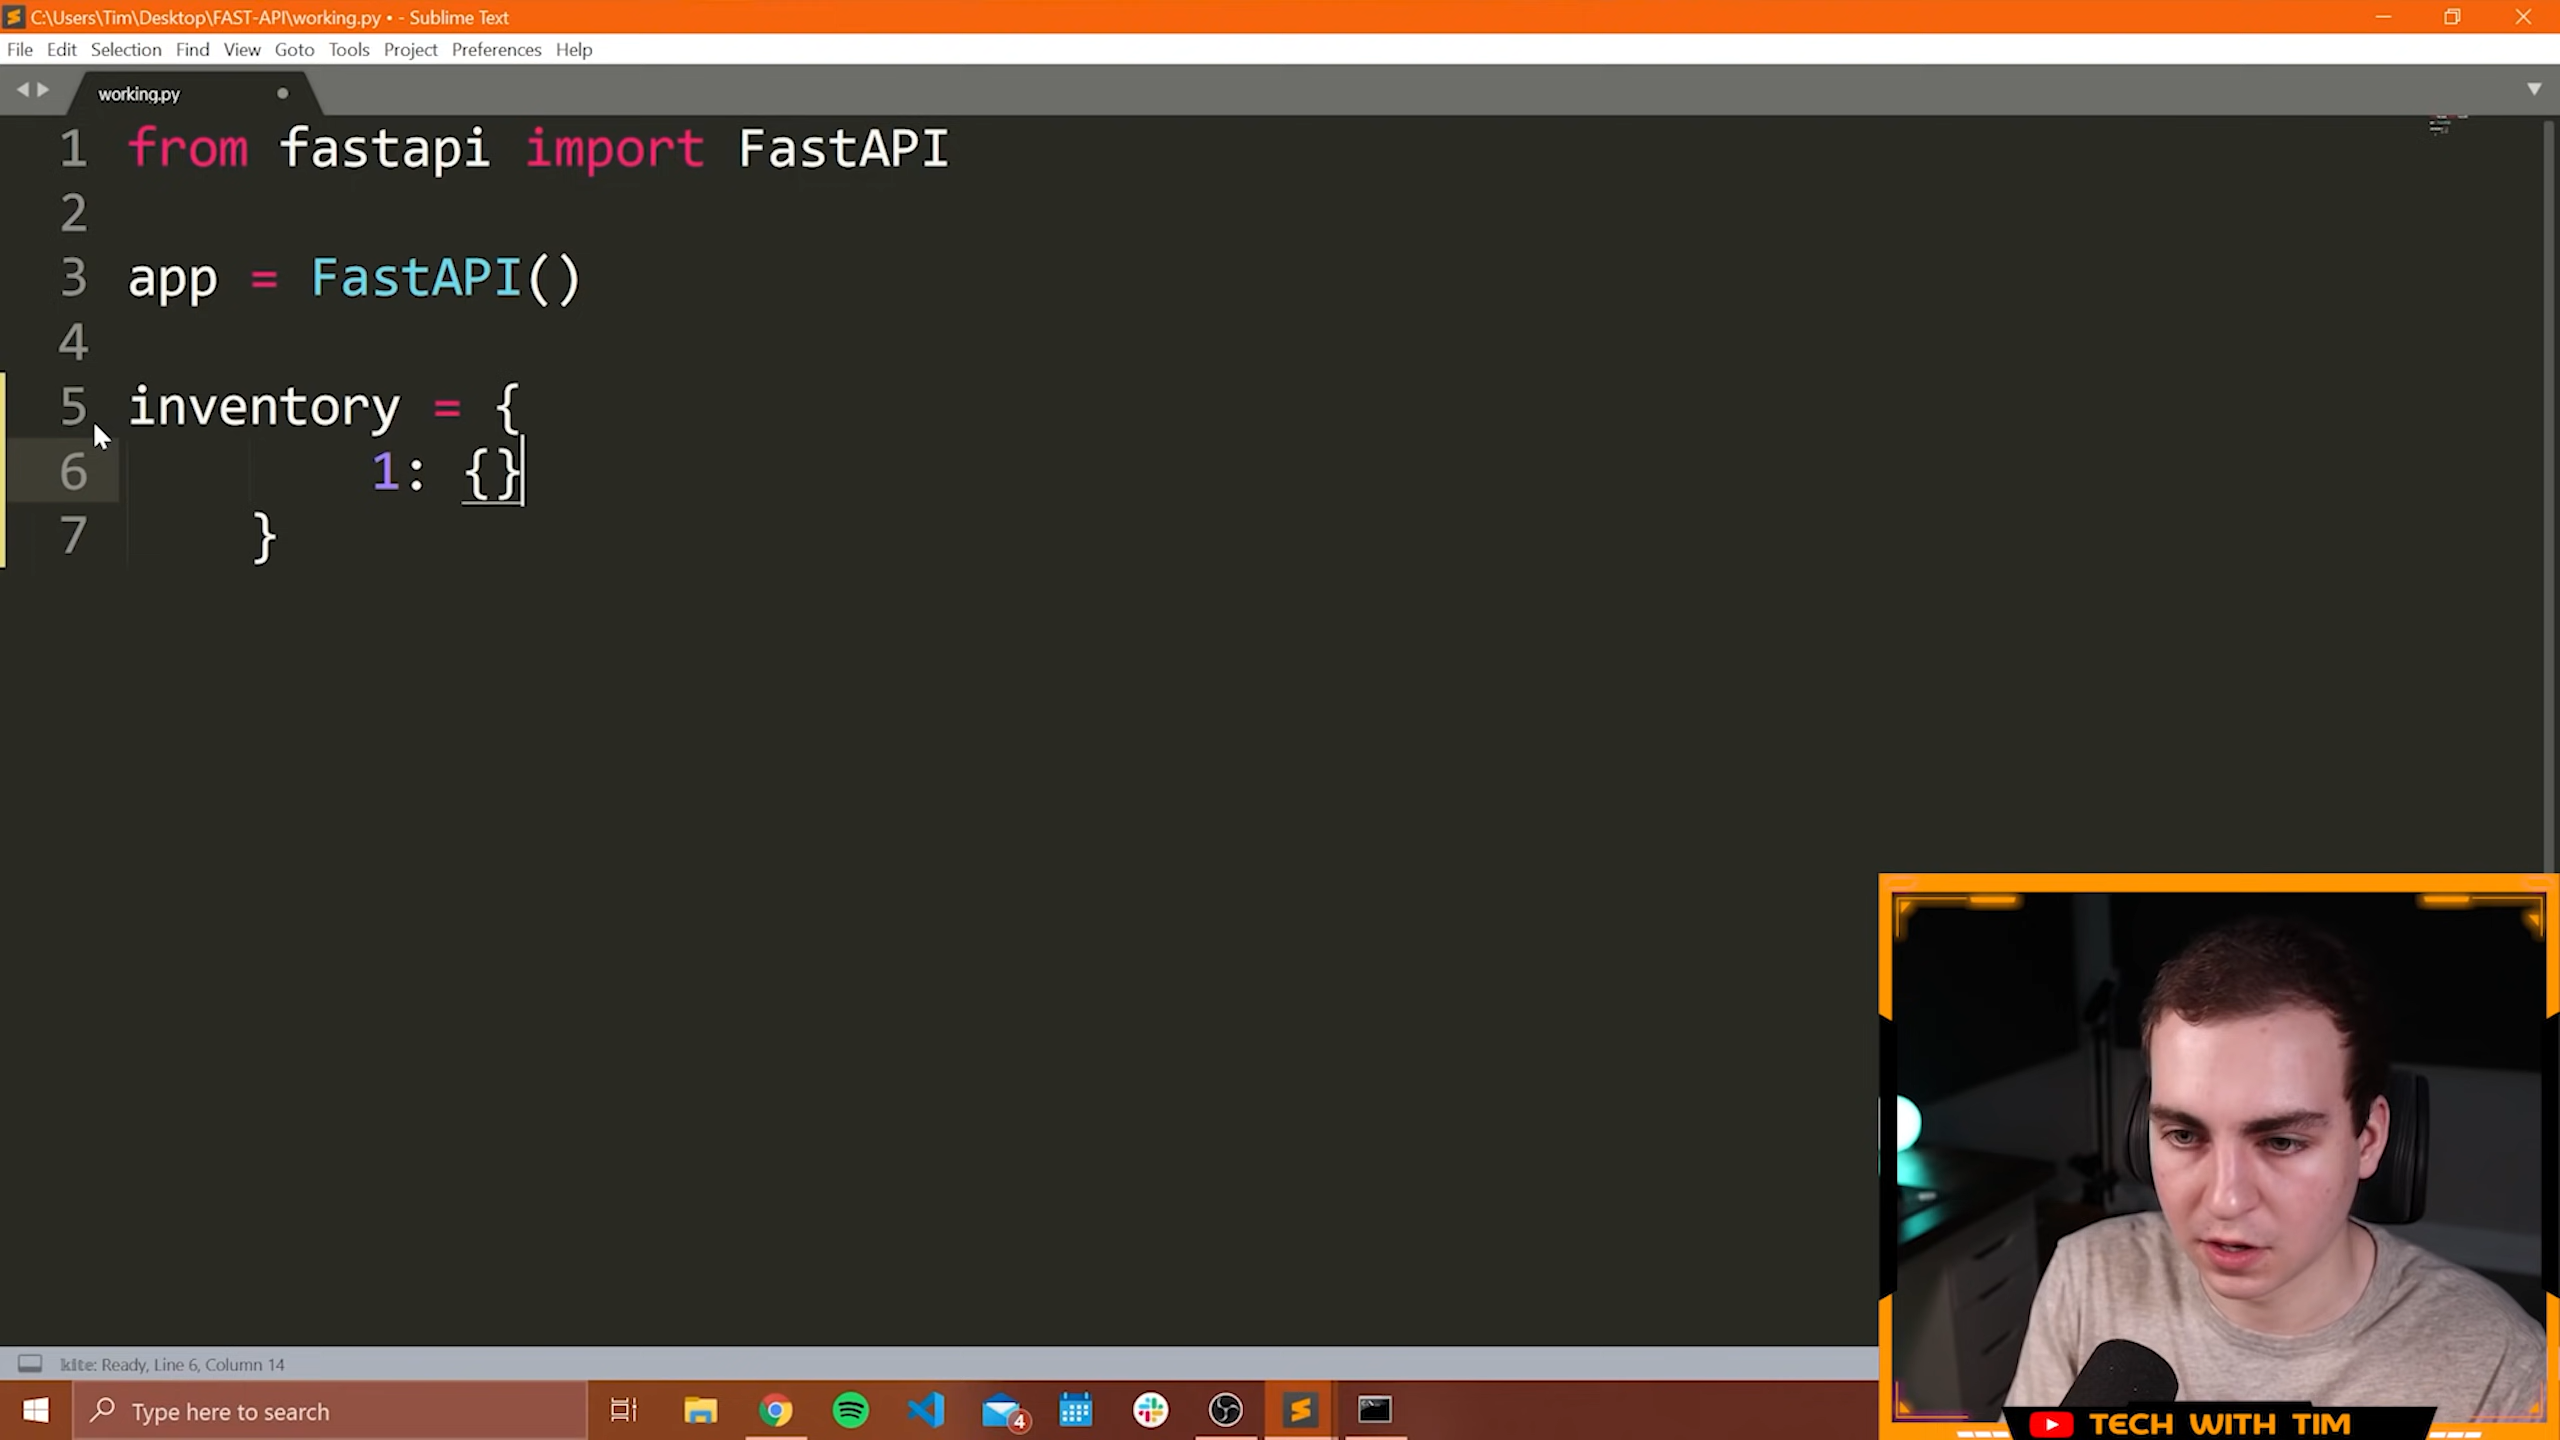 C:\Users\Tim\Desktop\FAST-API\working.py • - Sublime Text
File Edit Selection Find View Goto Tools Project Preferences Help
working.py
1 from fastapi import FastAPI
2
3 app = FastAPI()
4
5 inventory = {
6 1: {}
7 }
kite: Ready, Line 6, Column 14
Type here to search
4
TECH WITH TIM